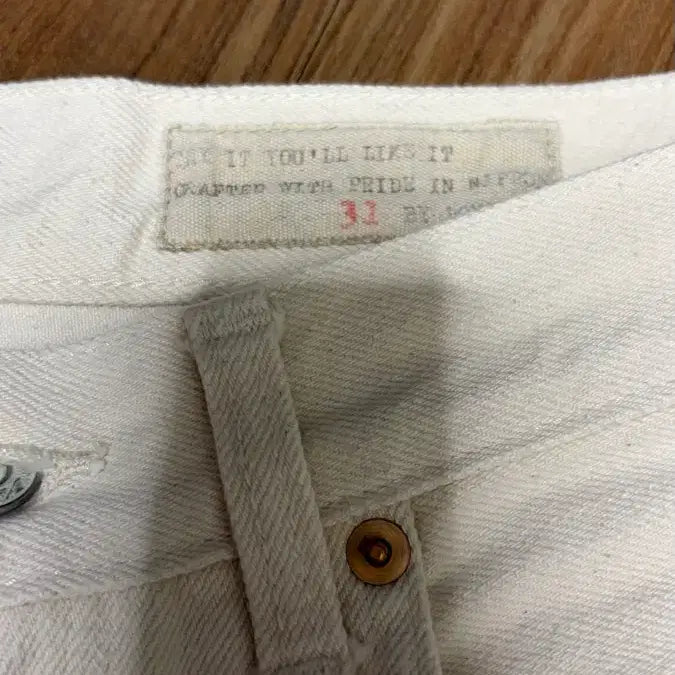 IT YOU'LL LIKE IT
CRAFTED WITH PRIDE IN
31 BY